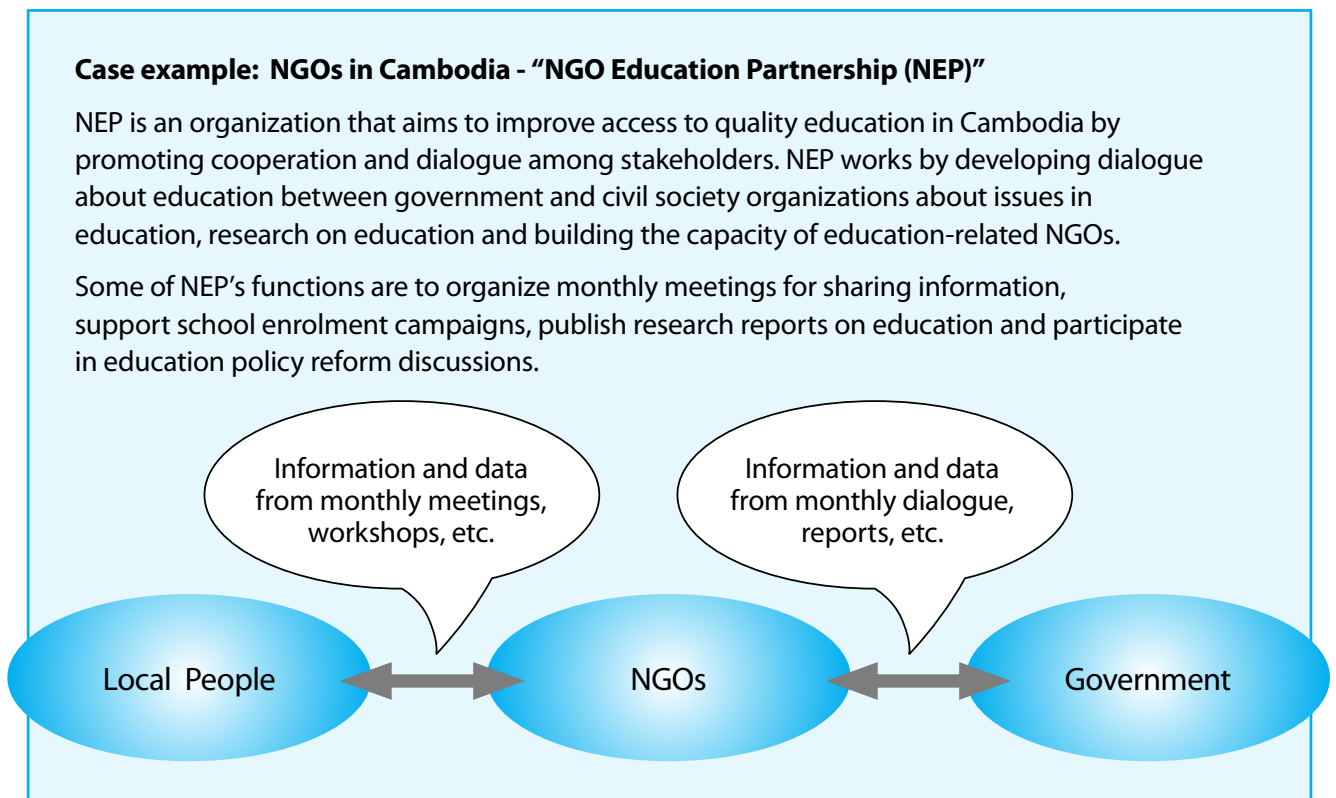 Case example: NGOs in Cambodia - “NGO Education Partnership (NEP)”
NEP is an organization that aims to improve access to quality education in Cambodia by
promoting cooperation and dialogue among stakeholders. NEP works by developing dialogue
about education between government and civil society organizations about issues in
education, research on education and building the capacity of education-related NGOs.
Some of NEP’s functions are to organize monthly meetings for sharing information,
support school enrolment campaigns, publish research reports on education and participate
in education policy reform discussions.
Information and data
from monthly meetings,
workshops, etc.
Information and data
from monthly dialogue,
reports, etc.
Local People
NGOs
Government